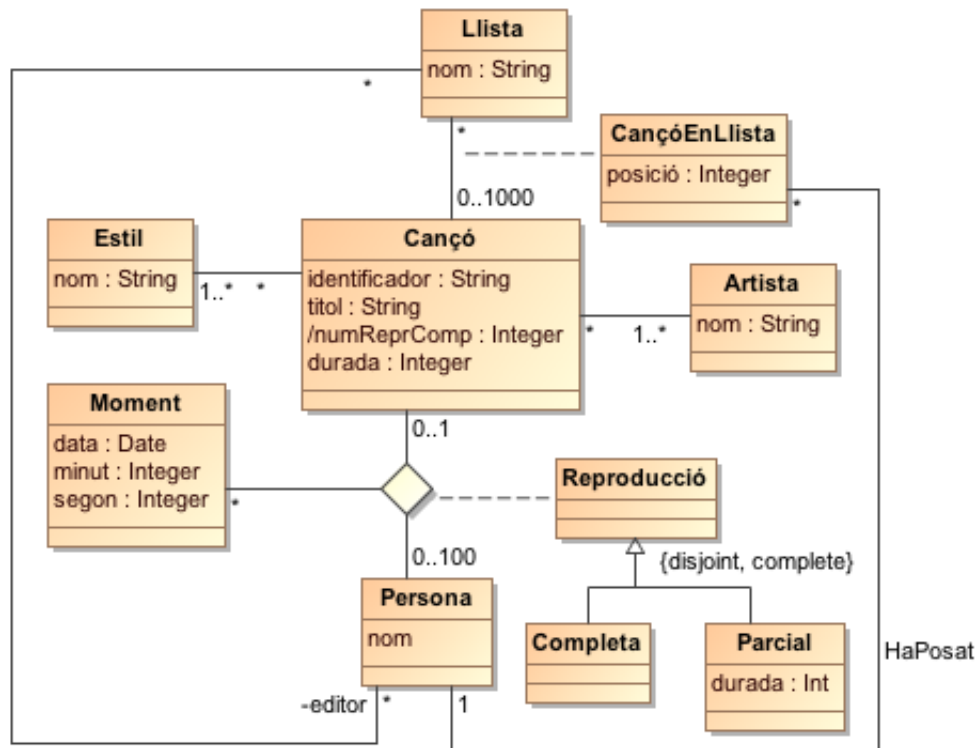 Llista
nom : String
*
*
CançóEnLlista
posició : Integer
*
0..1000
Estil
nom : String
1..*
*
Cançó
identificador : String
titol : String
/numReprComp : Integer
durada : Integer
Artista
nom : String
*
1..*
Moment
data : Date
minut : Integer
segon : Integer
*
0..1
Reproducció
{disjoint, complete}
0..100
Persona
nom
Completa
Parcial
durada : Int
HaPosat
-editor
*
1